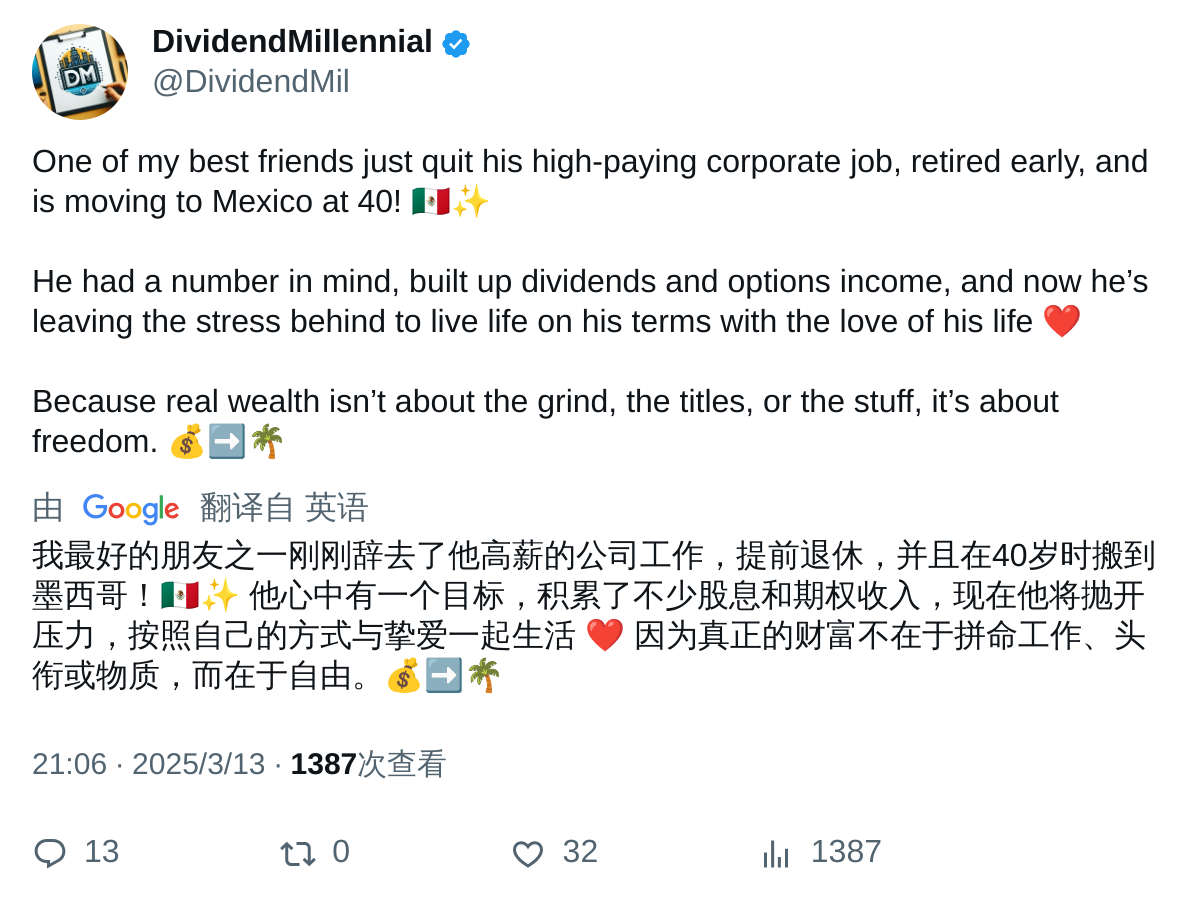 DM
DividendMillennial
@DividendMil
One of my best friends just quit his high-paying corporate job, retired early, and
is moving to Mexico at 40! 🇲🇽✨
He had a number in mind, built up dividends and options income, and now he’s
leaving the stress behind to live life on his terms with the love of his life ❤️
Because real wealth isn’t about the grind, the titles, or the stuff, it’s about
freedom. 💰➡️🌴
由 Google 翻译自 英语
我最好的朋友之一刚刚辞去了他高薪的公司工作，提前退休，并且在40岁时搬到
墨西哥！🇲🇽✨ 他心中有一个目标，积累了不少股息和期权收入，现在他将抛开
压力，按照自己的方式与挚爱一起生活 ❤️ 因为真正的财富不在于拼命工作、头
衔或物质，而在于自由。💰➡️🌴
21:06 · 2025/3/13 · 1387次查看
13 0 32 1387